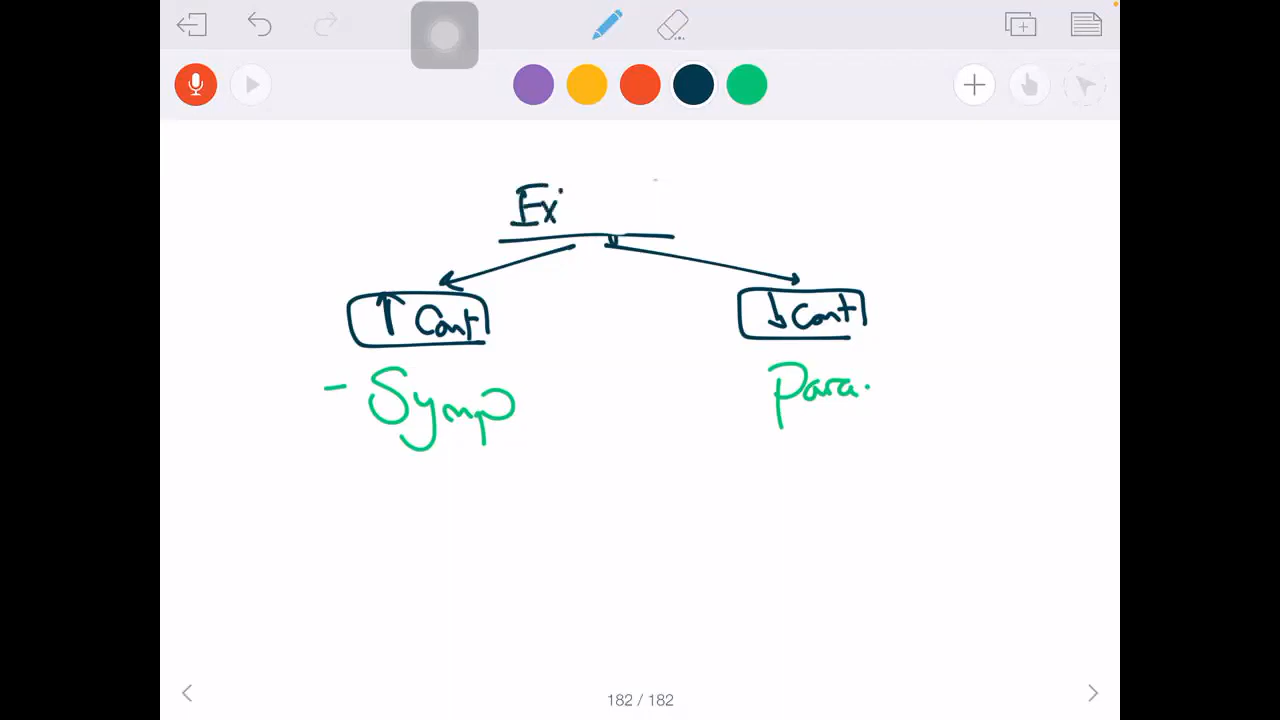 Ex
↑ Cont
↓ Cont
- Symp
Para.
182 / 182